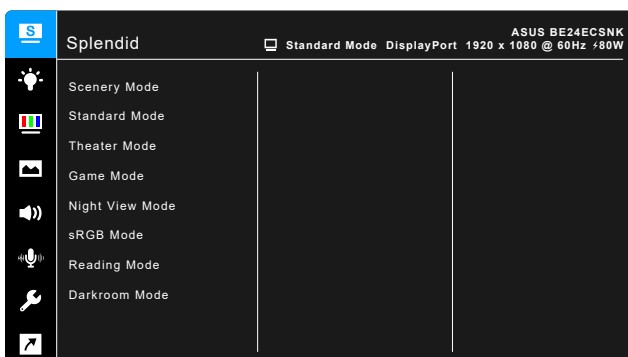 S
ASUS BE24ECSNK
Splendid
Standard Mode DisplayPort 1920 x 1080 @ 60Hz ⚡80W
Scenery Mode
Standard Mode
Theater Mode
Game Mode
Night View Mode
sRGB Mode
Reading Mode
Darkroom Mode